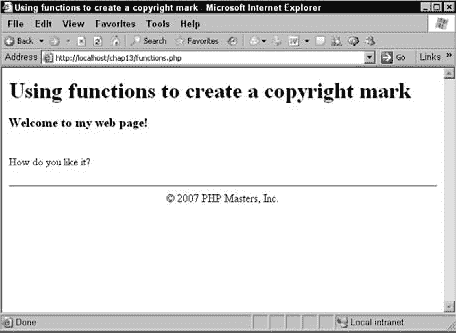 Using functions to create a copyright mark - Microsoft Internet Explorer
File Edit View Favorites Tools Help
Back Search Favorites
Address http://localhost/chap13/functions.php Go Links »
Using functions to create a copyright mark
Welcome to my web page!
How do you like it?
© 2007 PHP Masters, Inc.
Done Local intranet